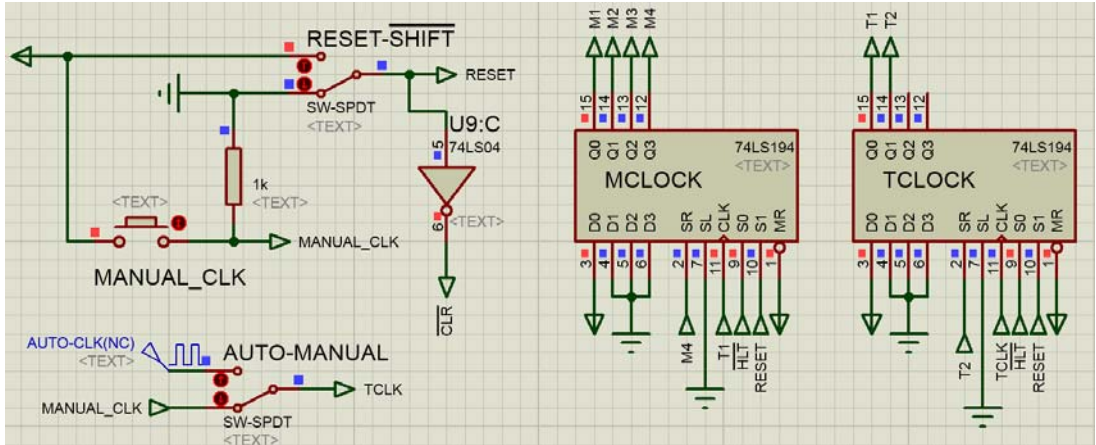 RESET-SHIFT
RESET
SW-SPDT
<TEXT>
U9:C
74LS04
5
<TEXT>
6
CLR
1k
<TEXT>
MANUAL_CLK
MANUAL_CLK
AUTO-CLK(NC)
<TEXT>
AUTO-MANUAL
TCLK
MANUAL_CLK
SW-SPDT
<TEXT>
M1 M2 M3 M4
15 14 13 12
Q0 Q1 Q2 Q3
74LS194
<TEXT>
MCLOCK
D0 D1 D2 D3 SR SL CLK S0 S1 MR
3 4 5 6 2 7 11 9 10 1
M4 T1 HLT RESET
T1 T2
15 14 13 12
Q0 Q1 Q2 Q3
74LS194
<TEXT>
TCLOCK
D0 D1 D2 D3 SR SL CLK S0 S1 MR
3 4 5 6 2 7 11 9 10 1
T2 TCLK HLT RESET